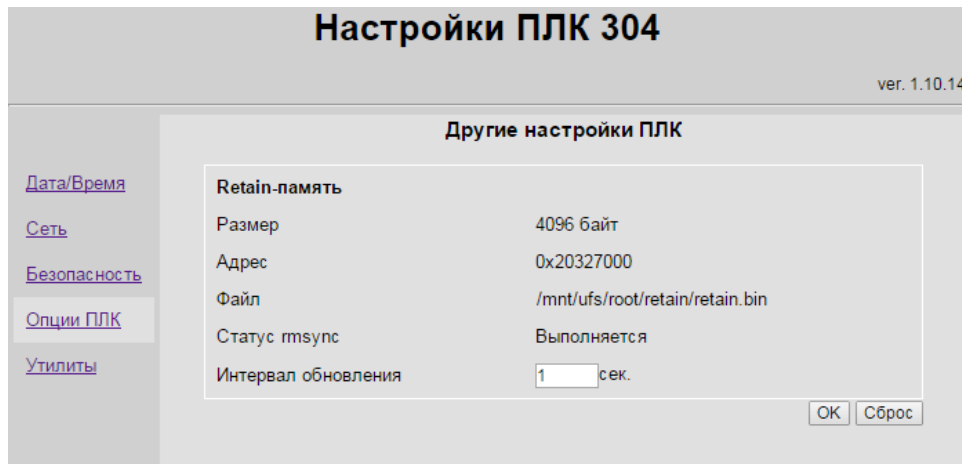 Настройки ПЛК 304
ver. 1.10.14
Другие настройки ПЛК
Дата/Время
Сеть
Безопасность
Опции ПЛК
Утилиты
Retain-память
Размер 4096 байт
Адрес 0x20327000
Файл /mnt/ufs/root/retain/retain.bin
Статус rmsync Выполняется
Интервал обновления 1 сек.
OK Сброс